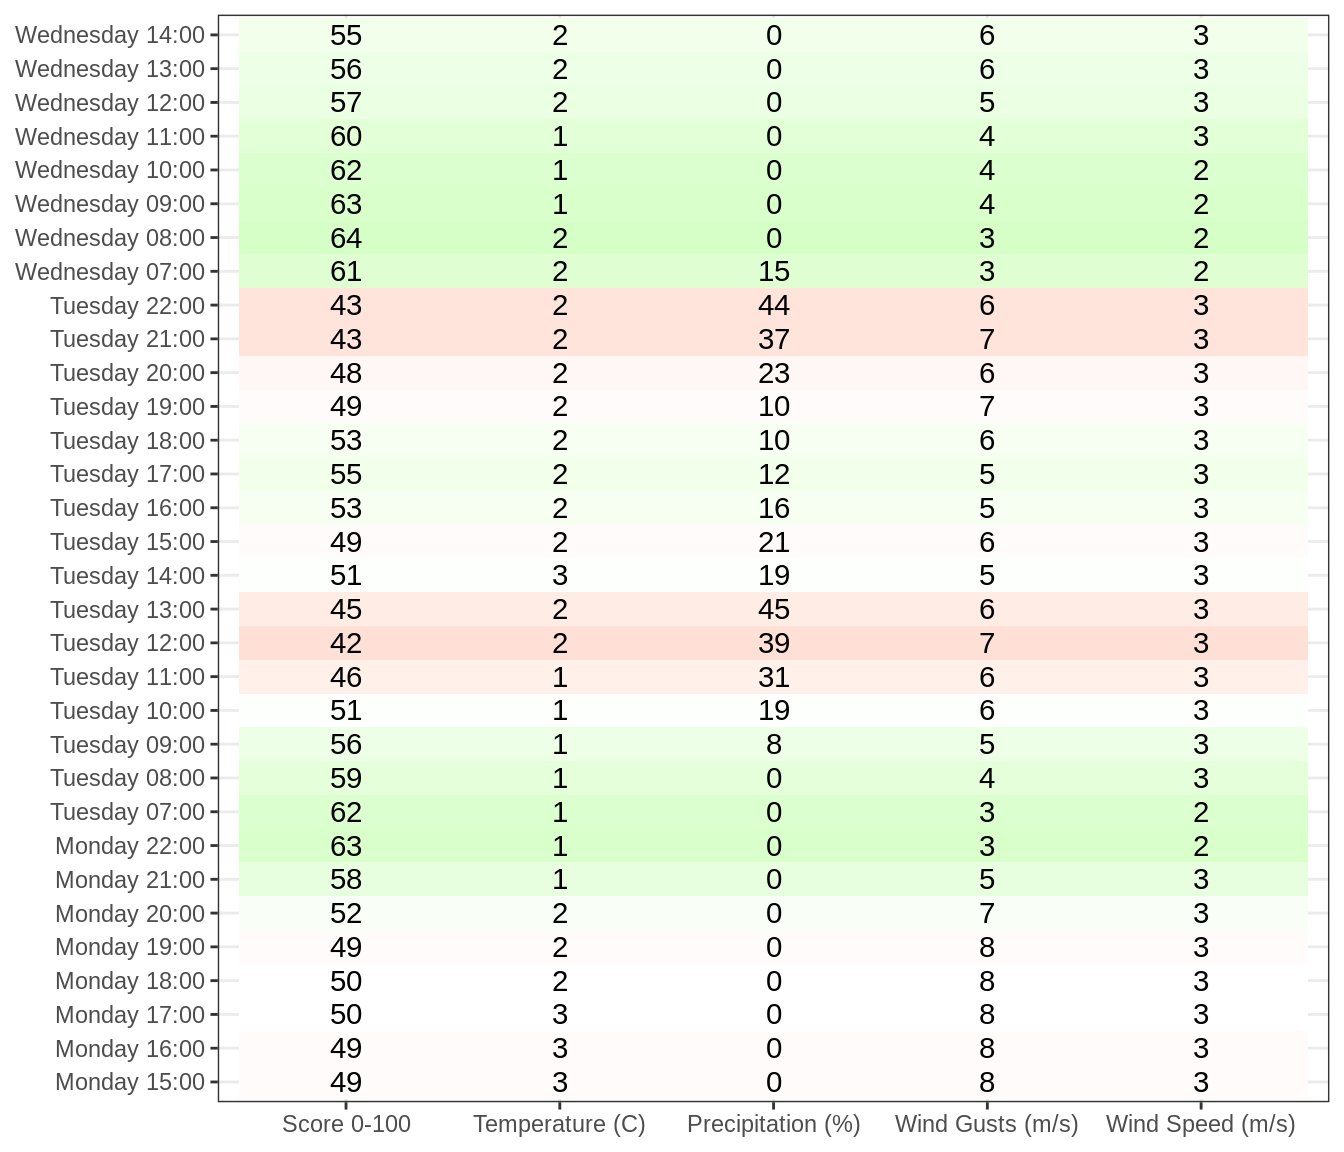 Wednesday 14:00 55 2 0 6 3
Wednesday 13:00 56 2 0 6 3
Wednesday 12:00 57 2 0 5 3
Wednesday 11:00 60 1 0 4 3
Wednesday 10:00 62 1 0 4 2
Wednesday 09:00 63 1 0 4 2
Wednesday 08:00 64 2 0 3 2
Wednesday 07:00 61 2 15 3 2
Tuesday 22:00 43 2 44 6 3
Tuesday 21:00 43 2 37 7 3
Tuesday 20:00 48 2 23 6 3
Tuesday 19:00 49 2 10 7 3
Tuesday 18:00 53 2 10 6 3
Tuesday 17:00 55 2 12 5 3
Tuesday 16:00 53 2 16 5 3
Tuesday 15:00 49 2 21 6 3
Tuesday 14:00 51 3 19 5 3
Tuesday 13:00 45 2 45 6 3
Tuesday 12:00 42 2 39 7 3
Tuesday 11:00 46 1 31 6 3
Tuesday 10:00 51 1 19 6 3
Tuesday 09:00 56 1 8 5 3
Tuesday 08:00 59 1 0 4 3
Tuesday 07:00 62 1 0 3 2
Monday 22:00 63 1 0 3 2
Monday 21:00 58 1 0 5 3
Monday 20:00 52 2 0 7 3
Monday 19:00 49 2 0 8 3
Monday 18:00 50 2 0 8 3
Monday 17:00 50 3 0 8 3
Monday 16:00 49 3 0 8 3
Monday 15:00 49 3 0 8 3
Score 0-100 Temperature (C) Precipitation (%) Wind Gusts (m/s) Wind Speed (m/s)